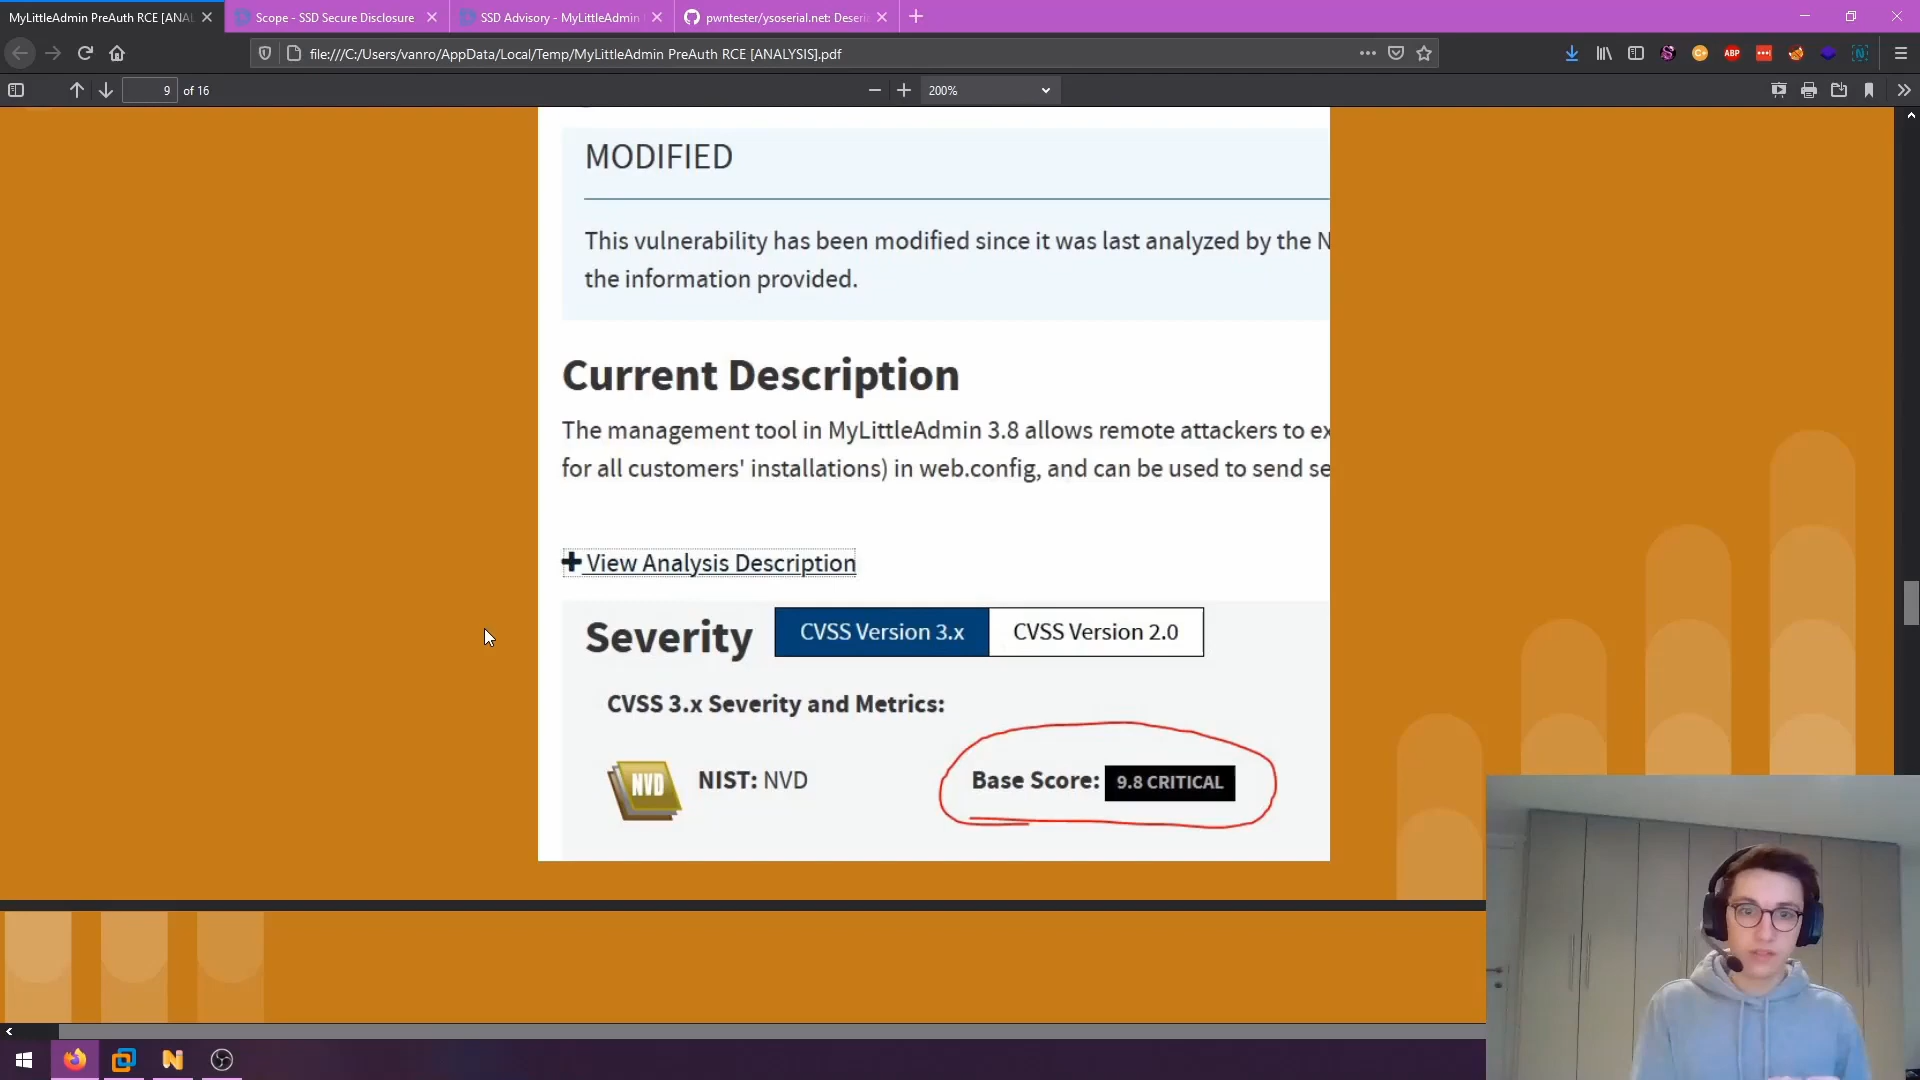 MyLittleAdmin PreAuth RCE [ANAL
Scope - SSD Secure Disclosure
SSD Advisory - MyLittleAdmin
pwntester/ysoserial.net: Deseria
file:///C:/Users/vanro/AppData/Local/Temp/MyLittleAdmin PreAuth RCE [ANALYSIS].pdf
ABP
9 of 16
200%
MODIFIED
This vulnerability has been modified since it was last analyzed by the N
the information provided.
Current Description
The management tool in MyLittleAdmin 3.8 allows remote attackers to ex
for all customers' installations) in web.config, and can be used to send se
View Analysis Description
Severity
CVSS Version 3.x
CVSS Version 2.0
CVSS 3.x Severity and Metrics:
NVD
NIST: NVD
Base Score: 9.8 CRITICAL